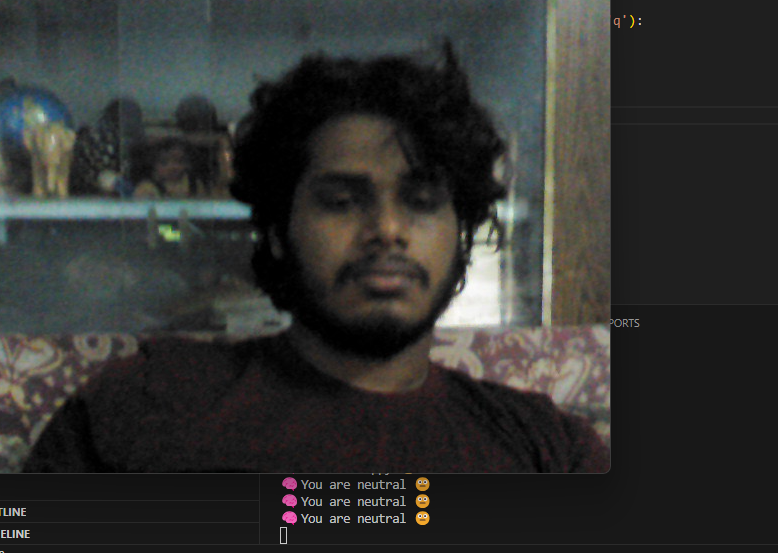 q'):
PORTS
🧠 You are neutral 😐
🧠 You are neutral 😐
🧠 You are neutral 😐
TLINE
ELINE